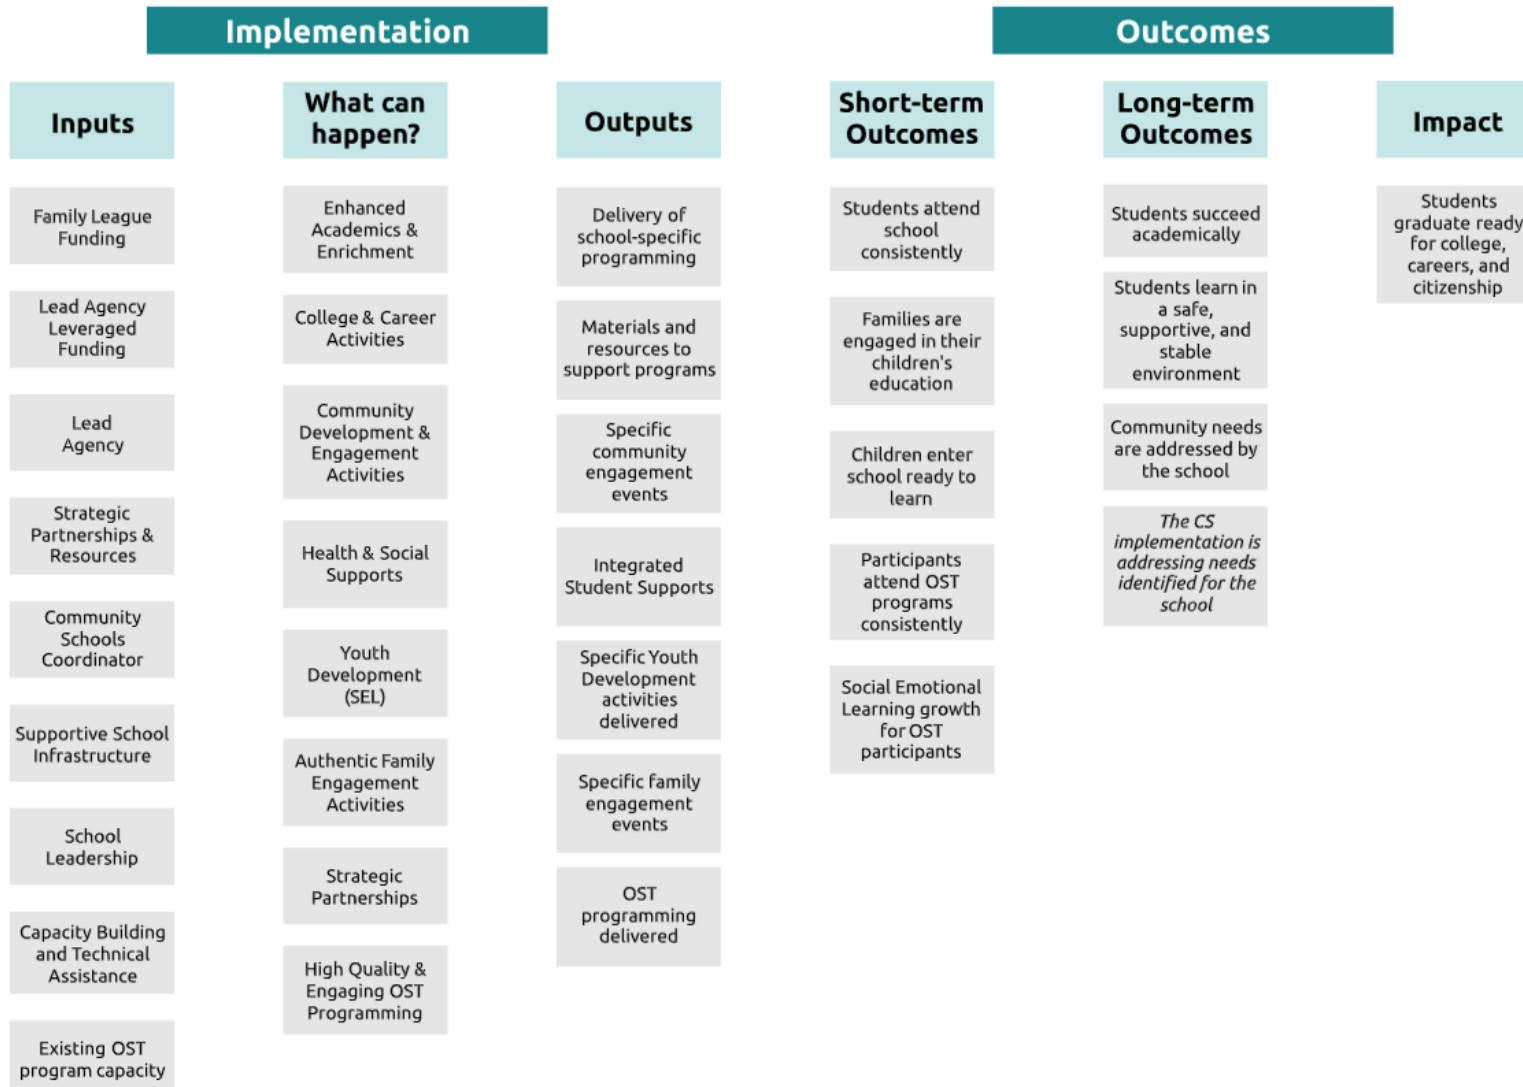 Implementation
Outcomes
Inputs
What can
happen?
Outputs
Short-term
Outcomes
Long-term
Outcomes
Impact
Family League
Funding
Lead Agency
Leveraged
Funding
Lead
Agency
Strategic
Partnerships &
Resources
Community
Schools
Coordinator
Supportive School
Infrastructure
School
Leadership
Capacity Building
and Technical
Assistance
Existing OST
program capacity
Enhanced
Academics &
Enrichment
College & Career
Activities
Community
Development &
Engagement
Activities
Health & Social
Supports
Youth
Development
(SEL)
Authentic Family
Engagement
Activities
Strategic
Partnerships
High Quality &
Engaging OST
Programming
Delivery of
school-specific
programming
Materials and
resources to
support programs
Specific
community
engagement
events
Integrated
Student Supports
Specific Youth
Development
activities
delivered
Specific family
engagement
events
OST
programming
delivered
Students attend
school
consistently
Families are
engaged in their
children's
education
Children enter
school ready to
learn
Participants
attend OST
programs
consistently
Social Emotional
Learning growth
for OST
participants
Students succeed
academically
Students learn in
a safe,
supportive, and
stable
environment
Community needs
are addressed by
the school
The CS
implementation is
addressing needs
identified for the
school
Students
graduate ready
for college,
careers, and
citizenship